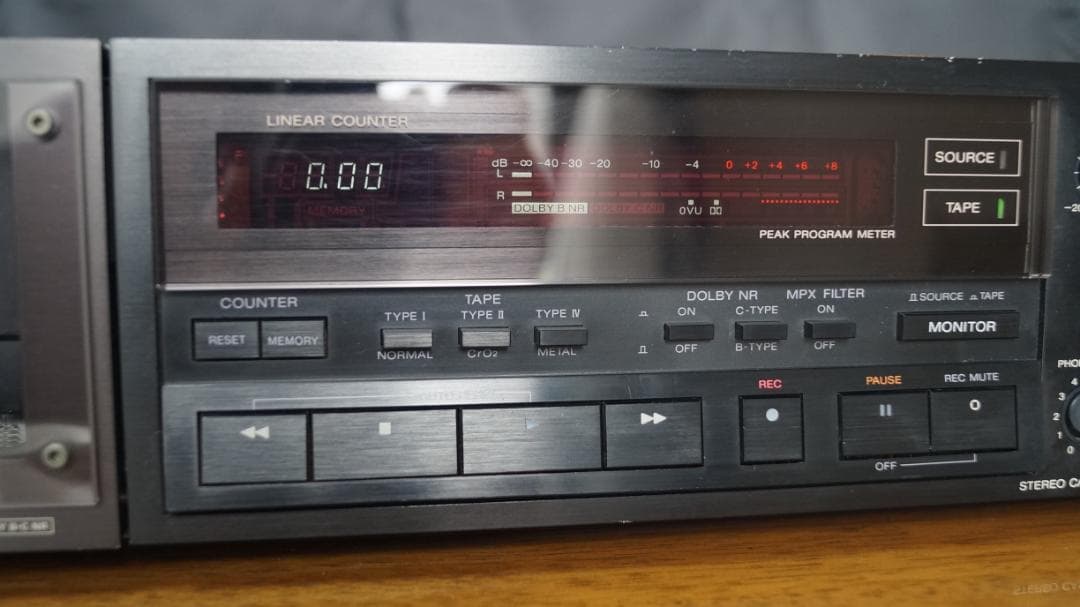 LINEAR COUNTER
0.00
MEMORY
dB -∞ -40 -30 -20 -10 -4 0 +2 +4 +6 +8
L
R
DOLBY B NR
0VU
PEAK PROGRAM METER
SOURCE
TAPE
COUNTER
RESET
MEMORY
TAPE
TYPE I
NORMAL
TYPE II
CrO₂
TYPE IV
METAL
DOLBY NR
ON
OFF
C-TYPE
B-TYPE
MPX FILTER
ON
OFF
SOURCE TAPE
MONITOR
REC
PAUSE
REC MUTE
OFF
4
3
2
1
0
-20
STEREO